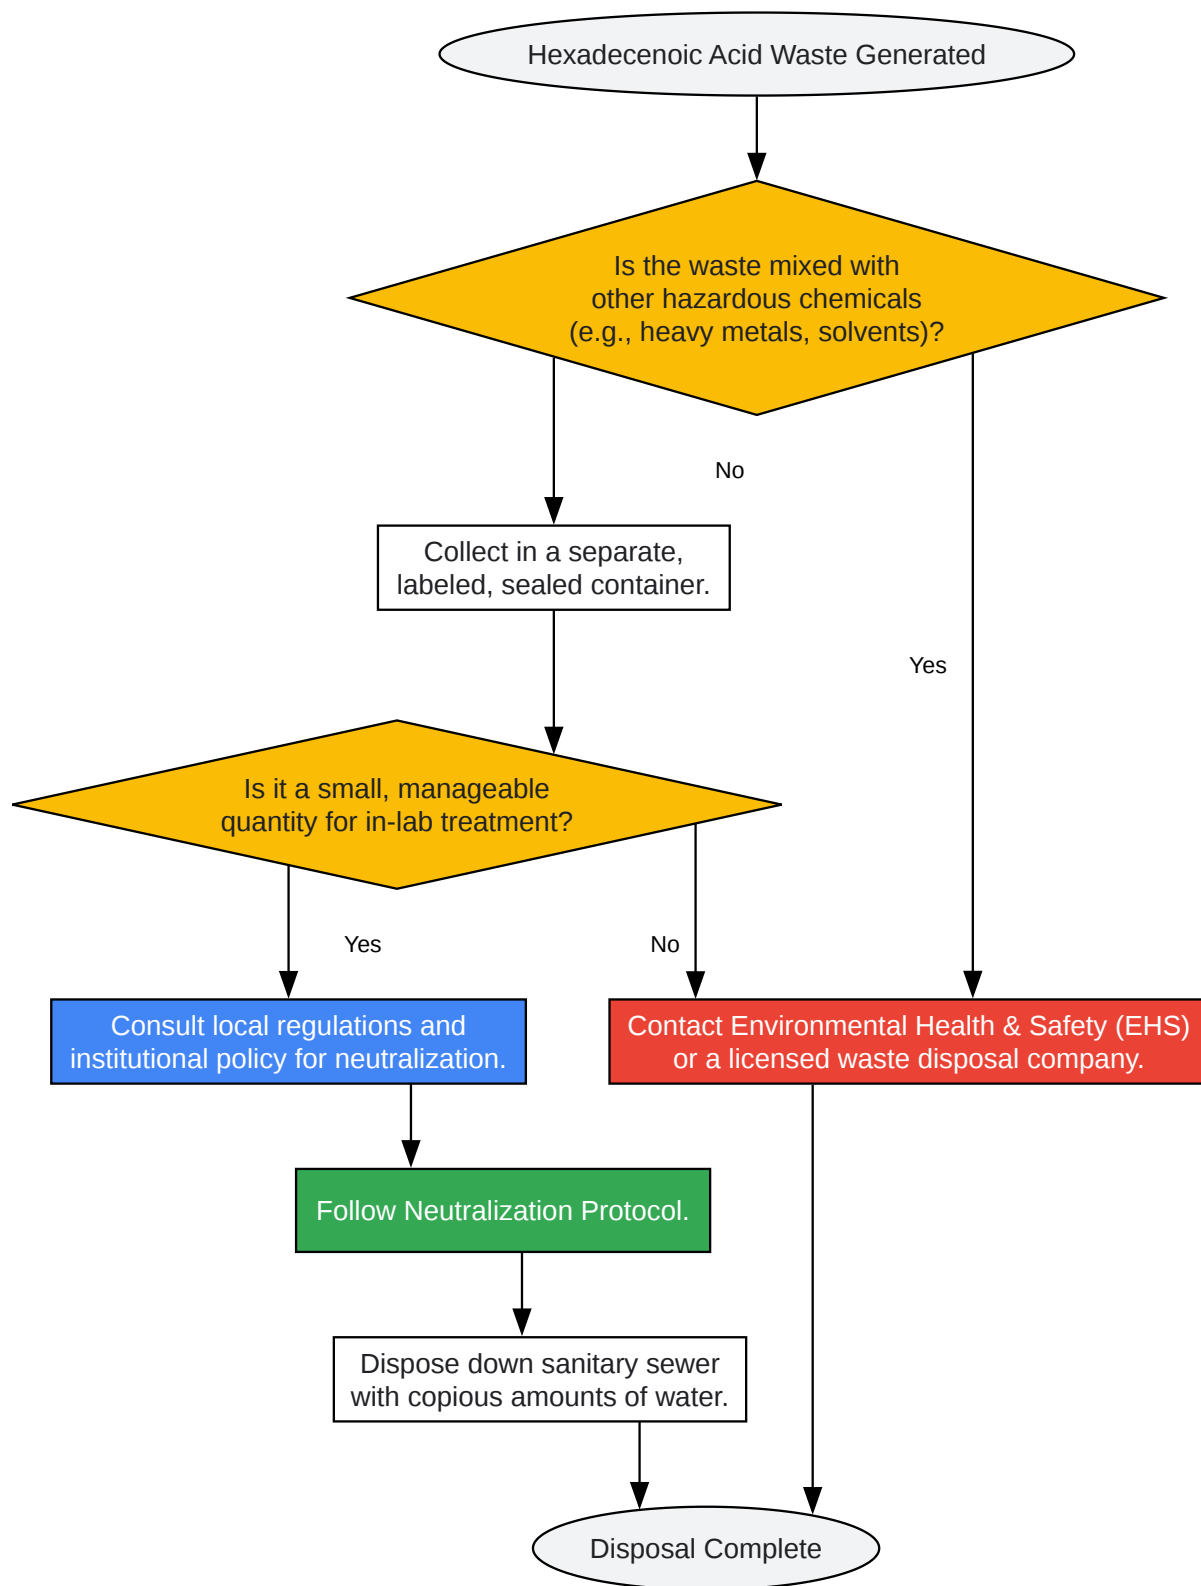 Hexadecenoic Acid Waste Generated
Is the waste mixed with
other hazardous chemicals
(e.g., heavy metals, solvents)?
No
Collect in a separate,
labeled, sealed container.
Yes
Is it a small, manageable
quantity for in-lab treatment?
Yes
No
Consult local regulations and
institutional policy for neutralization.
Contact Environmental Health & Safety (EHS)
or a licensed waste disposal company.
Follow Neutralization Protocol.
Dispose down sanitary sewer
with copious amounts of water.
Disposal Complete